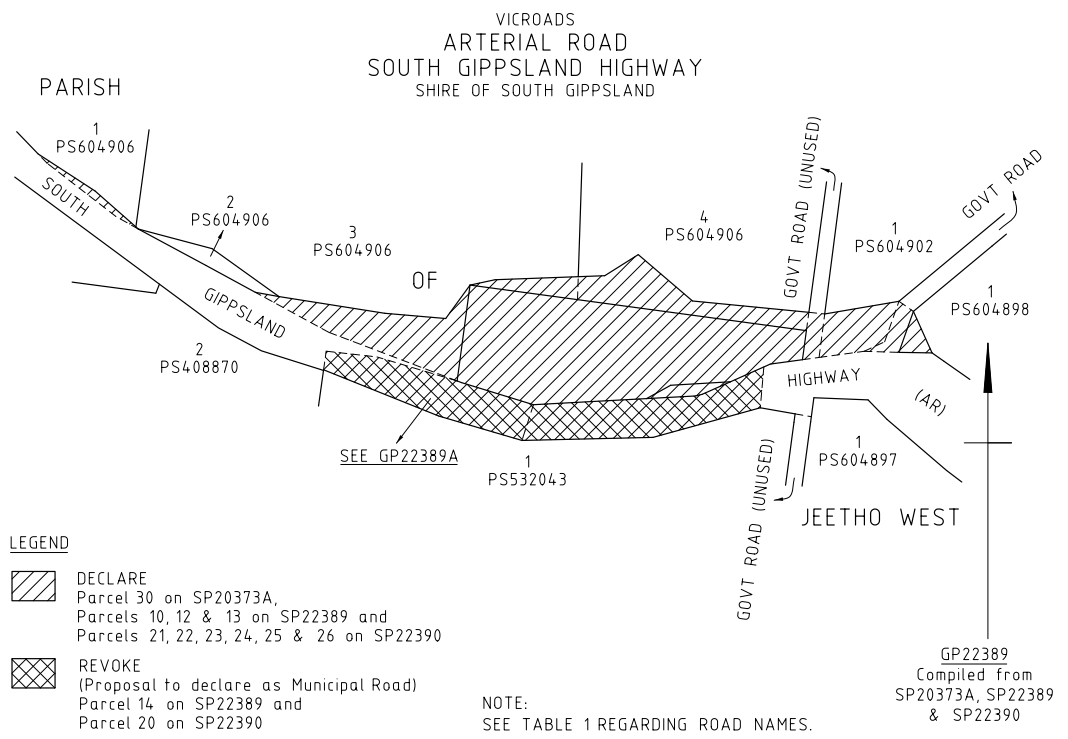 VICROADS
ARTERIAL ROAD
SOUTH GIPPSLAND HIGHWAY
SHIRE OF SOUTH GIPPSLAND
PARISH
1
PS604906
SOUTH
2
PS604906
3
PS604906
OF
4
PS604906
GOVT ROAD (UNUSED)
1
PS604902
GOVT ROAD
1
PS604898
GIPPSLAND
2
PS408870
HIGHWAY
(AR)
SEE GP22389A
1
PS532043
1
PS604897
GOVT ROAD (UNUSED)
JEETHO WEST
LEGEND
DECLARE
Parcel 30 on SP20373A,
Parcels 10, 12 & 13 on SP22389 and
Parcels 21, 22, 23, 24, 25 & 26 on SP22390
REVOKE
(Proposal to declare as Municipal Road)
Parcel 14 on SP22389 and
Parcel 20 on SP22390
NOTE:
SEE TABLE 1 REGARDING ROAD NAMES.
GP22389
Compiled from
SP20373A, SP22389
& SP22390